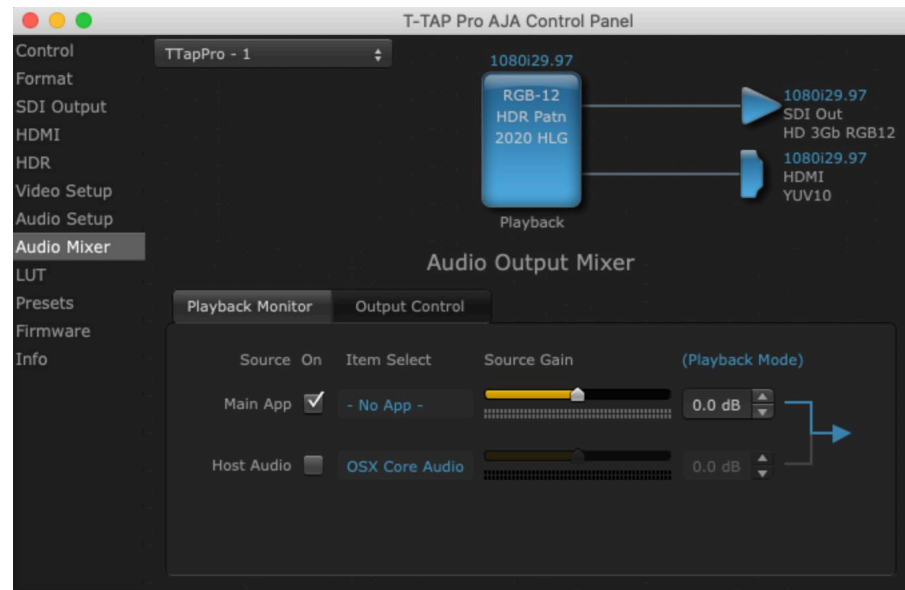 T-TAP Pro AJA Control Panel
Control
Format
SDI Output
HDMI
HDR
Video Setup
Audio Setup
Audio Mixer
LUT
Presets
Firmware
Info
TTapPro - 1
1080i29.97
RGB-12
HDR Patn
2020 HLG
Playback
1080i29.97
SDI Out
HD 3Gb RGB12
1080i29.97
HDMI
YUV10
Audio Output Mixer
Playback Monitor Output Control
Source On Item Select Source Gain (Playback Mode)
Main App - No App - 0.0 dB
Host Audio OSX Core Audio 0.0 dB